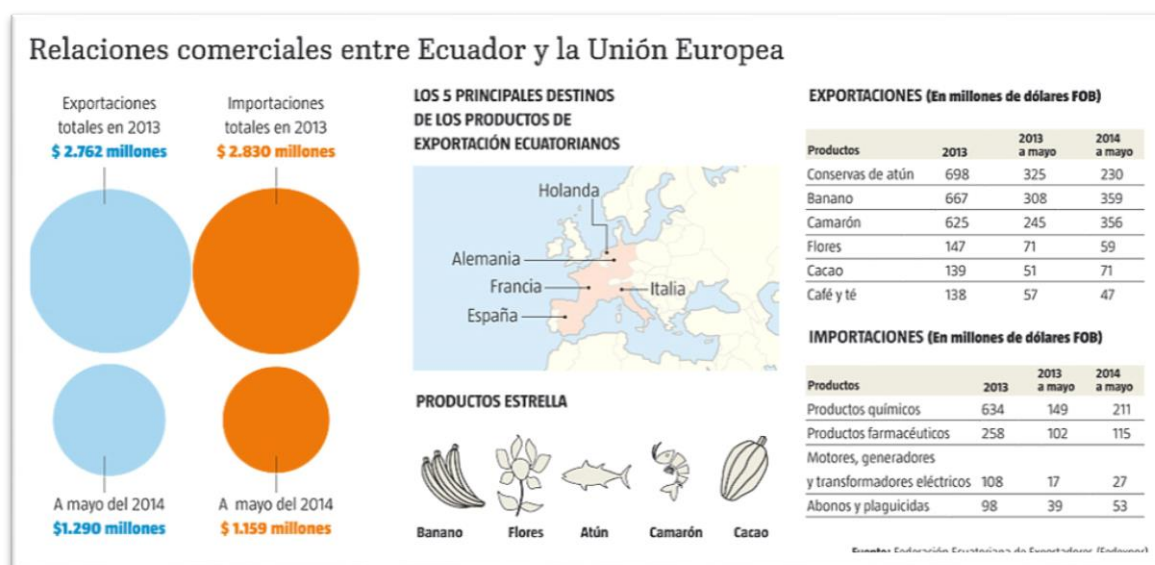 Relaciones comerciales entre Ecuador y la Unión Europea
Exportaciones
totales en 2013
$ 2.762 millones
Importaciones
totales en 2013
$ 2.830 millones
A mayo del 2014
$1.290 millones
A mayo del 2014
$ 1.159 millones
LOS 5 PRINCIPALES DESTINOS
DE LOS PRODUCTOS DE
EXPORTACIÓN ECUATORIANOS
Holanda
Alemania
Francia
Italia
España
PRODUCTOS ESTRELLA
Banano
Flores
Atún
Camarón
Cacao
EXPORTACIONES (En millones de dólares FOB)
Productos 2013 2013 a mayo 2014 a mayo
Conservas de atún 698 325 230
Banano 667 308 359
Camarón 625 245 356
Flores 147 71 59
Cacao 139 51 71
Café y té 138 57 47
IMPORTACIONES (En millones de dólares FOB)
Productos 2013 2013 a mayo 2014 a mayo
Productos químicos 634 149 211
Productos farmacéuticos 258 102 115
Motores, generadores
y transformadores eléctricos 108 17 27
Abonos y plaguicidas 98 39 53
Fuente: Federación Ecuatoriana de Exportadores (Fedexpor)